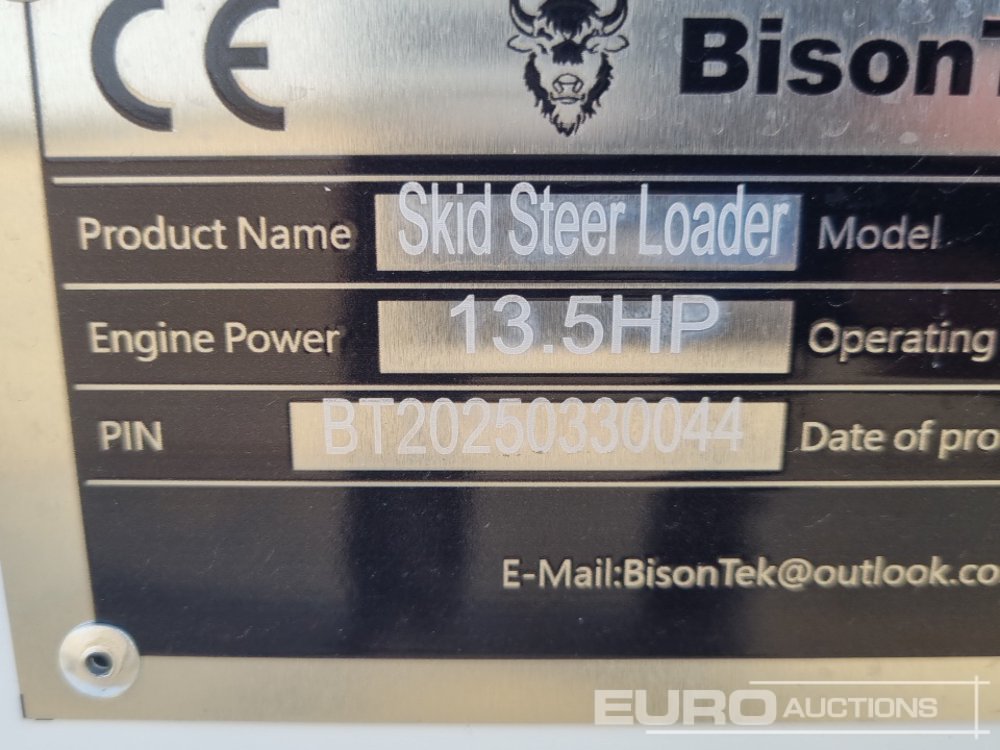 CE BisonT
Product Name Skid Steer Loader Model
Engine Power 13.5HP Operating
PIN BT20250330044 Date of pro
E-Mail:BisonTek@outlook.co
EURO AUCTIONS